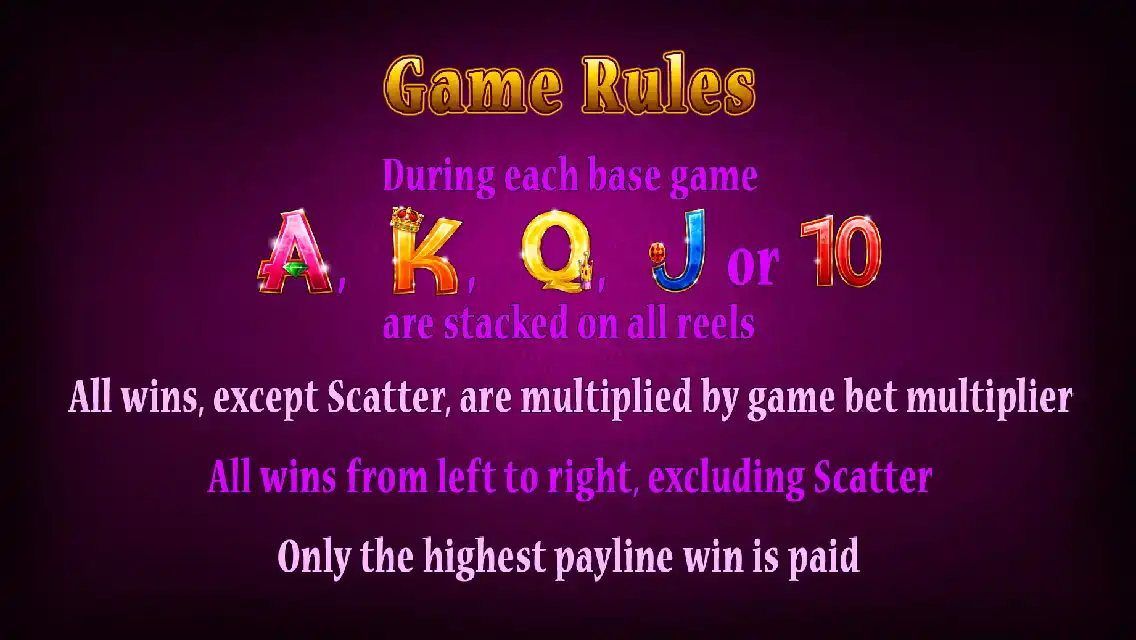 Game Rules
During each base game
A, K, Q, J or 10
are stacked on all reels
All wins, except Scatter, are multiplied by game bet multiplier
All wins from left to right, excluding Scatter
Only the highest payline win is paid